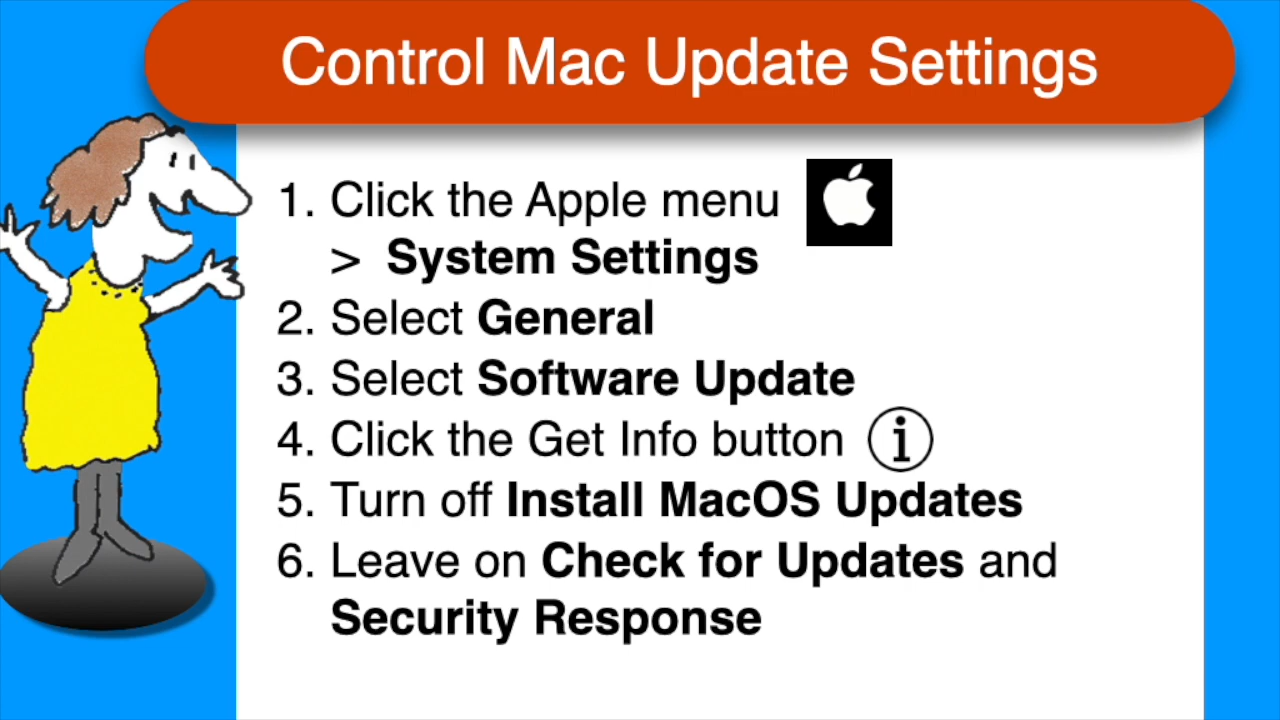 Control Mac Update Settings
1. Click the Apple menu
> System Settings
2. Select General
3. Select Software Update
4. Click the Get Info button i
5. Turn off Install MacOS Updates
6. Leave on Check for Updates and
Security Response